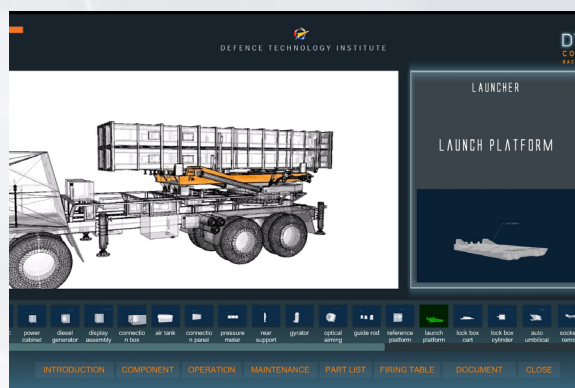 DEFENCE TECHNOLOGY INSTITUTE
LAUNCHER
LAUNCH PLATFORM
power cabinet
diesel generator
display assembly
connectio n box
air tank
connectio n panel
pressure meter
rear support
gyrator
optical aiming
guide rod
reference platform
launch platform
lock box cart
lock box cylinder
auto umbilical
INTRODUCTION COMPONENT OPERATION MAINTENANCE PART LIST FIRING TABLE DOCUMENT CLOSE